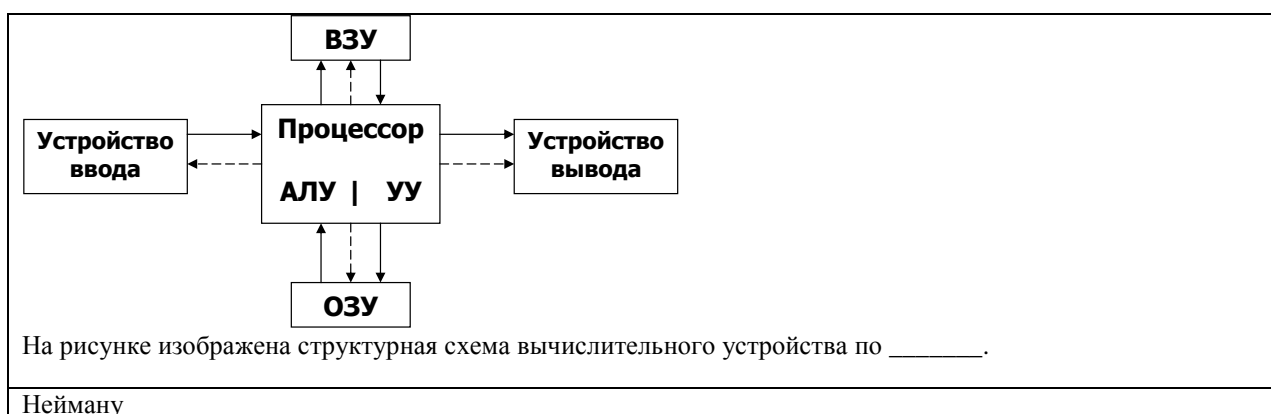 ВЗУ
Устройство
ввода
Процессор
АЛУ | УУ
Устройство
вывода
ОЗУ
На рисунке изображена структурная схема вычислительного устройства по _______.
Нейману